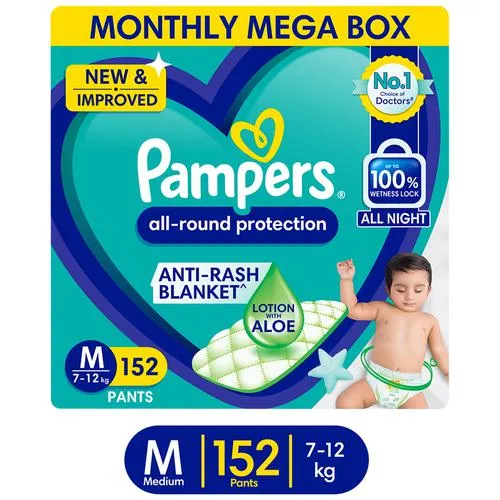 MONTHLY MEGA BOX
NEW &
IMPROVED
No.1
Choice of
Doctors#
Pampers®
all-round protection
UP TO
100%
WETNESS LOCK
ALL NIGHT
ANTI-RASH
BLANKET^
LOTION
WITH
ALOE
M 152
7-12 kg
PANTS
M 152 7-12
Medium Pants kg